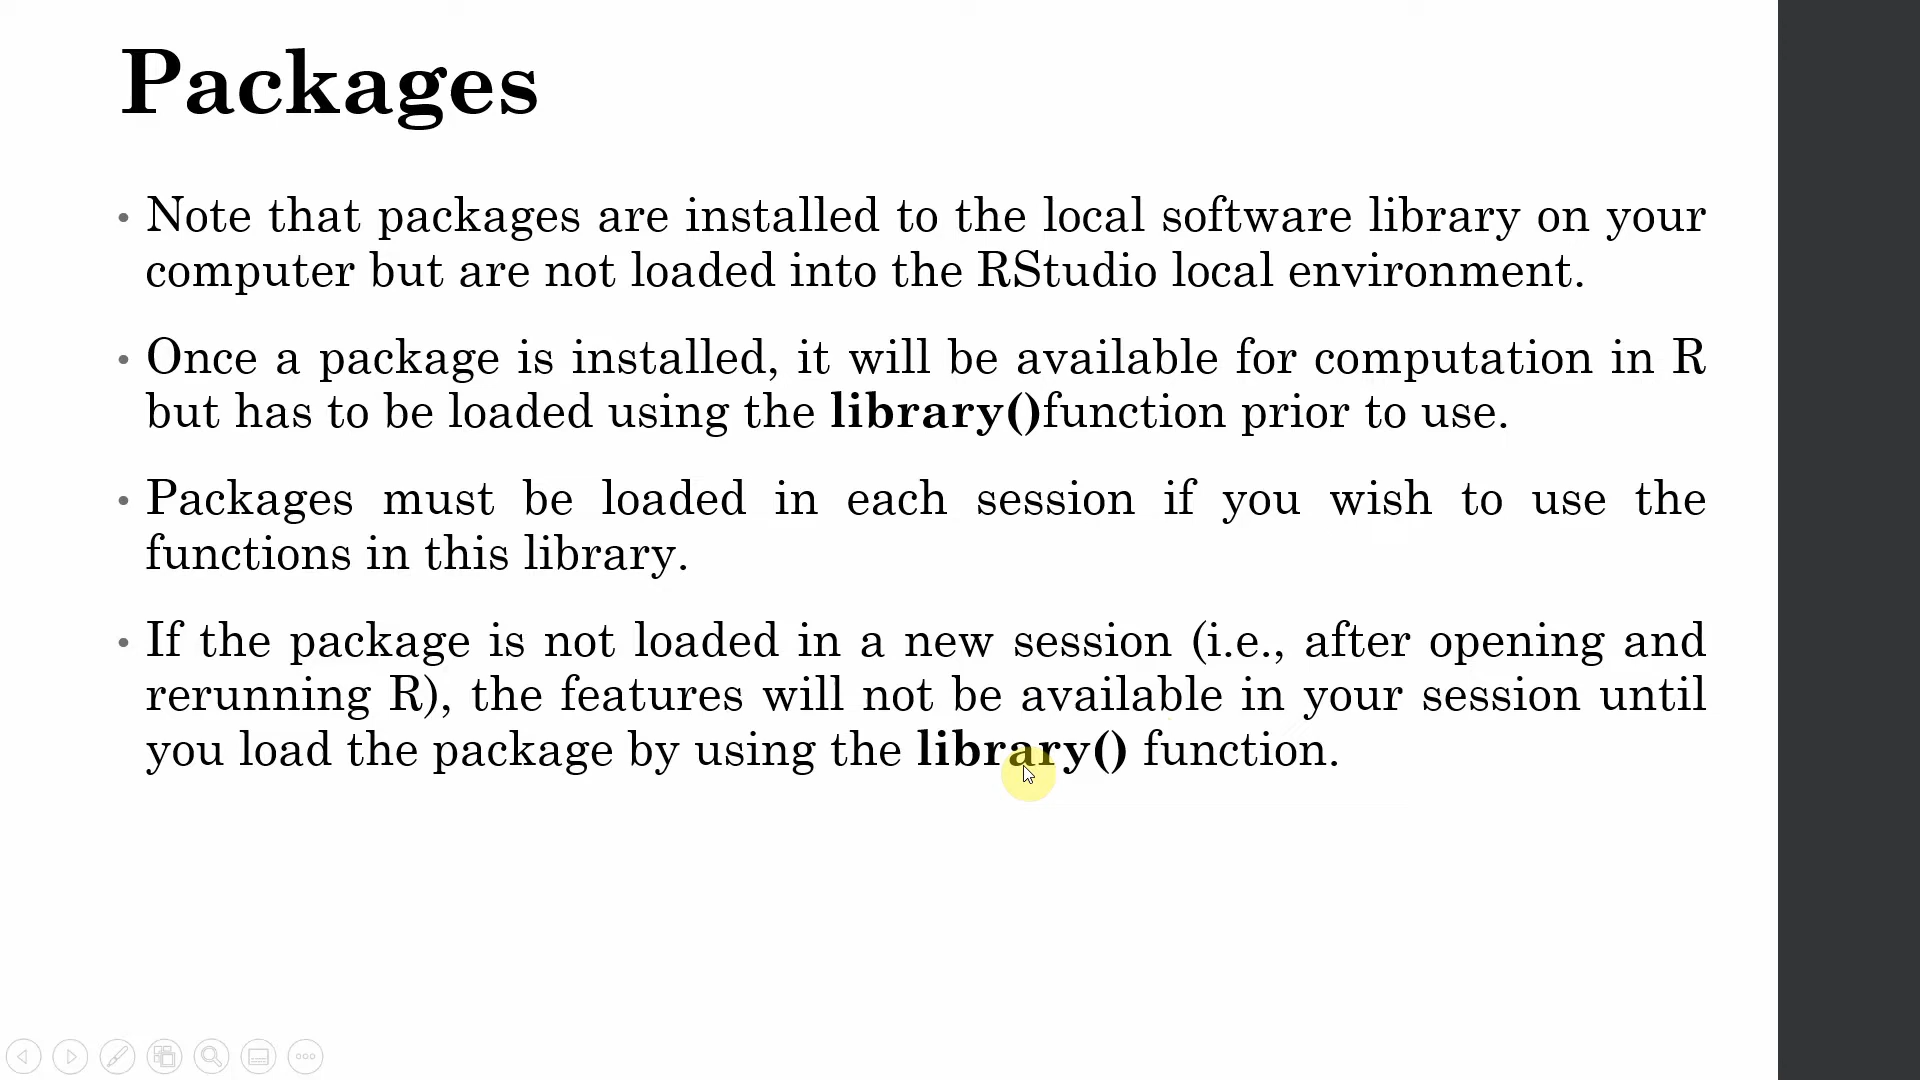 Packages
• Note that packages are installed to the local software library on your
computer but are not loaded into the RStudio local environment.
• Once a package is installed, it will be available for computation in R
but has to be loaded using the library()function prior to use.
• Packages must be loaded in each session if you wish to use the
functions in this library.
• If the package is not loaded in a new session (i.e., after opening and
rerunning R), the features will not be available in your session until
you load the package by using the library() function.